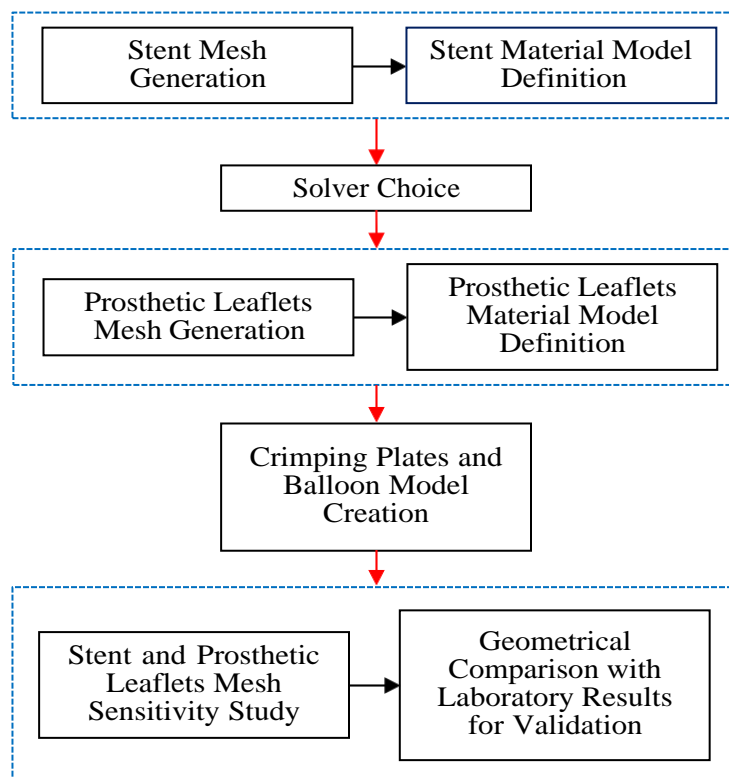 Stent Mesh
Generation
Stent Material Model
Definition
Solver Choice
Prosthetic Leaflets
Mesh Generation
Prosthetic Leaflets
Material Model
Definition
Crimping Plates and
Balloon Model
Creation
Stent and Prosthetic
Leaflets Mesh
Sensitivity Study
Geometrical
Comparison with
Laboratory Results
for Validation